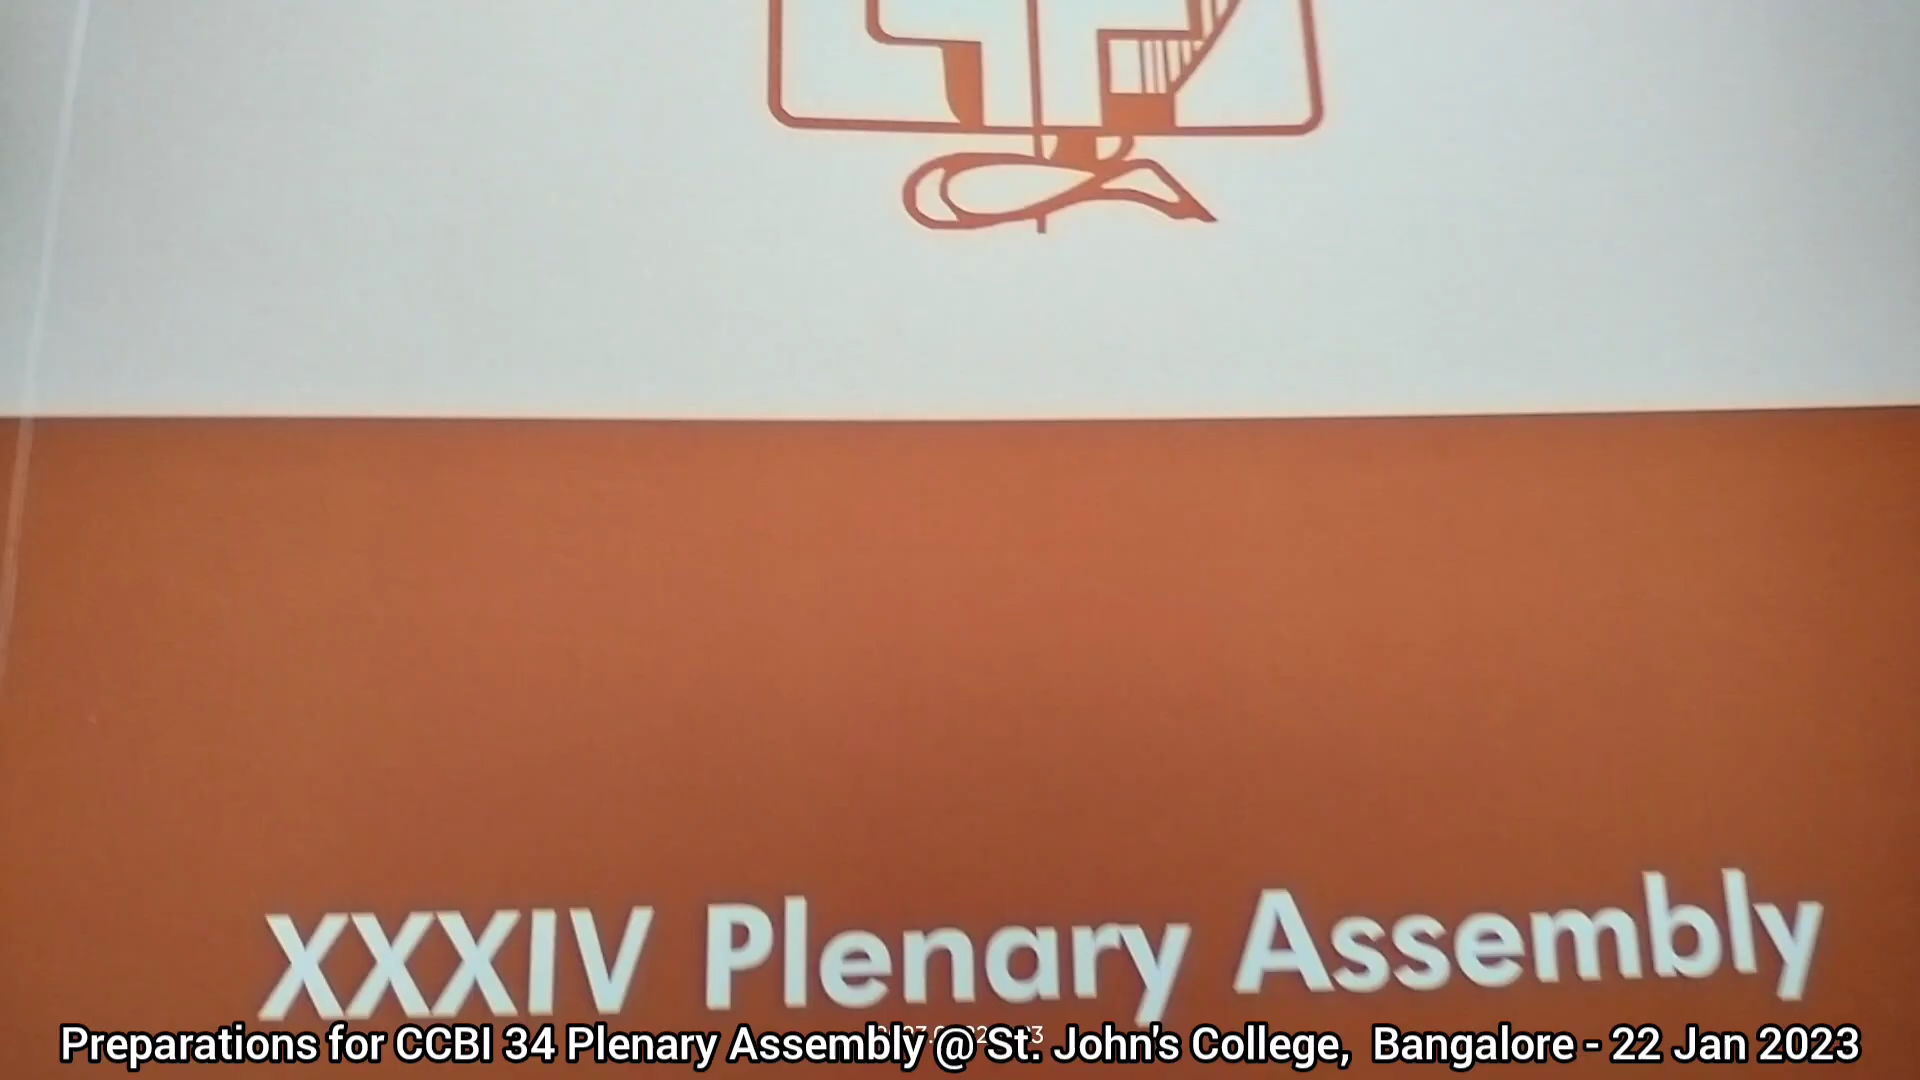 XXXIV Plenary Assembly
Preparations for CCBI 34 Plenary Assembly @ St. John's College, Bangalore - 22 Jan 2023